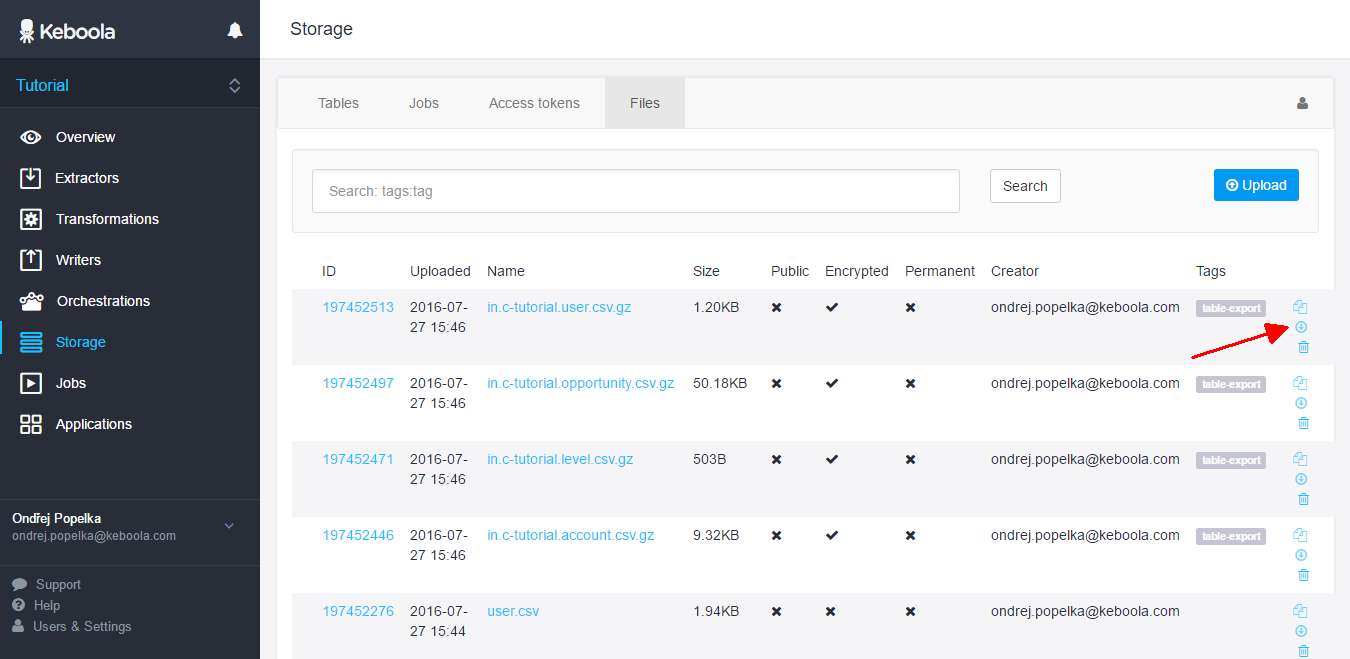 Keboola
Tutorial
Overview
Extractors
Transformations
Writers
Orchestrations
Storage
Jobs
Applications
Ondřej Popelka
ondrej.popelka@keboola.com
Support
Help
Users & Settings
Storage
Tables Jobs Access tokens Files
Search: tags:tag Search Upload
ID Uploaded Name Size Public Encrypted Permanent Creator Tags
197452513 2016-07- in.c-tutorial.user.csv.gz 1.20KB ondrej.popelka@keboola.com table-export
27 15:46
197452497 2016-07- in.c-tutorial.opportunity.csv.gz 50.18KB ondrej.popelka@keboola.com table-export
27 15:46
197452471 2016-07- in.c-tutorial.level.csv.gz 503B ondrej.popelka@keboola.com table-export
27 15:46
197452446 2016-07- in.c-tutorial.account.csv.gz 9.32KB ondrej.popelka@keboola.com table-export
27 15:46
197452276 2016-07- user.csv 1.94KB ondrej.popelka@keboola.com
27 15:44